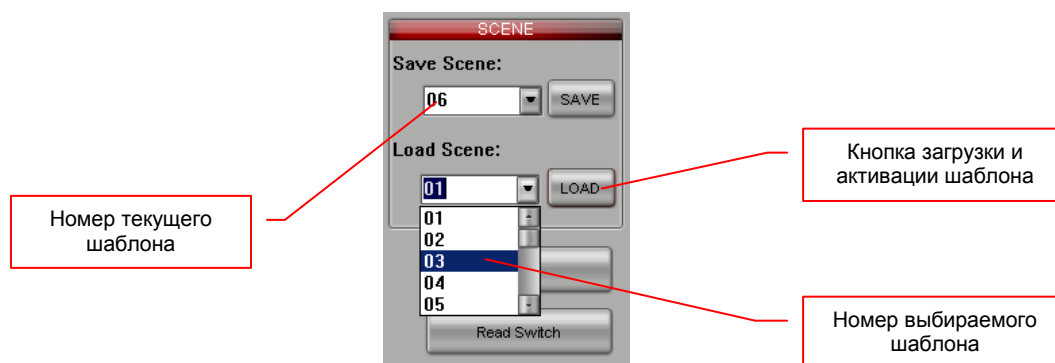 SCENE
Save Scene:
06
SAVE
Load Scene:
01
LOAD
01
02
03
04
05
Read Switch
Номер текущего
шаблона
Кнопка загрузки и
активации шаблона
Номер выбираемого
шаблона